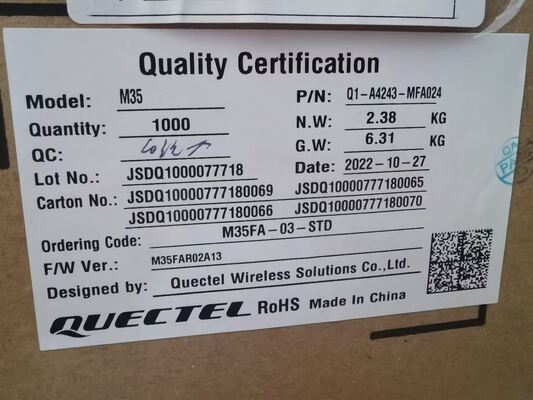 Quality Certification
Model: M35 P/N: Q1-A4243-MFA024
Quantity: 1000 N.W.: 2.38 KG
QC: G.W.: 6.31 KG
Lot No.: JSDQ1000077718 Date: 2022-10-27
Carton No.: JSDQ10000777180069 JSDQ10000777180065
JSDQ10000777180066 JSDQ10000777180070
Ordering Code: M35FA-03-STD
F/W Ver.: M35FAR02A13
Designed by: Quectel Wireless Solutions Co.,Ltd.
QUECTEL RoHS Made In China